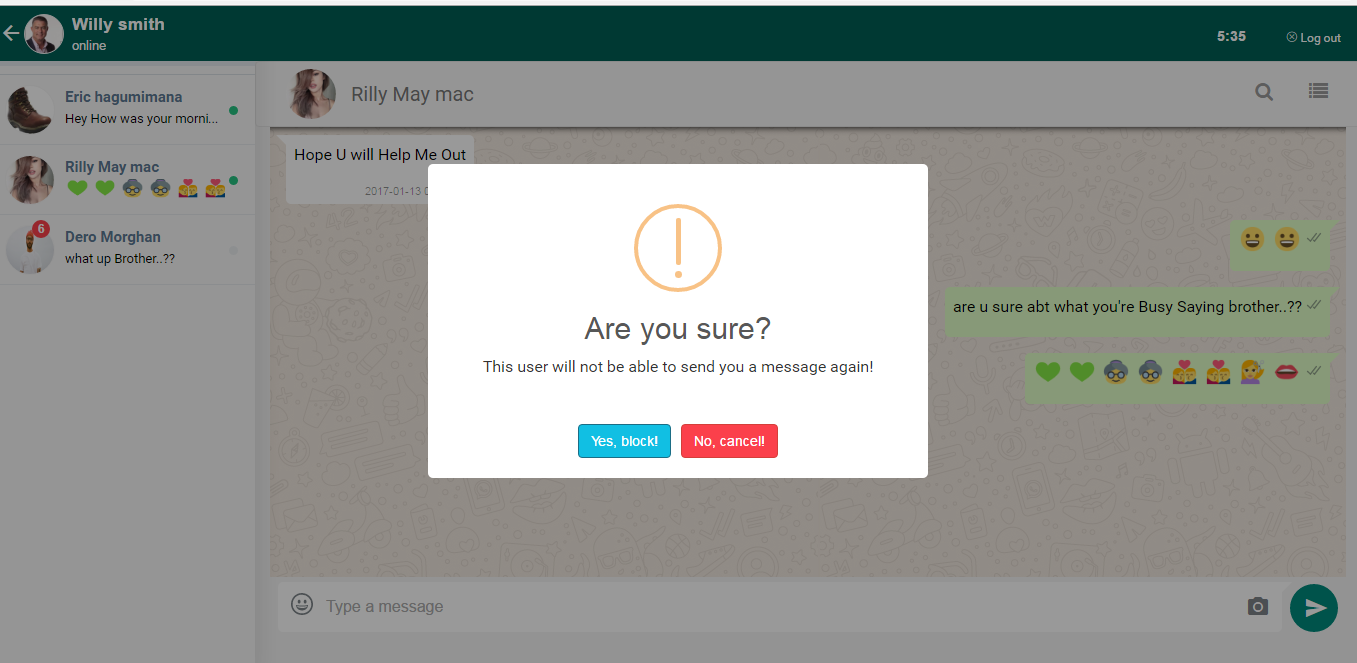 Willy smith
online
5:35
Log out
Eric hagumimana
Hey How was your morni...
Rilly May mac
6
Dero Morghan
what up Brother..??
Rilly May mac
Hope U will Help Me Out
2017-01-13
are u sure abt what you're Busy Saying brother..??
Are you sure?
This user will not be able to send you a message again!
Yes, block!
No, cancel!
Type a message